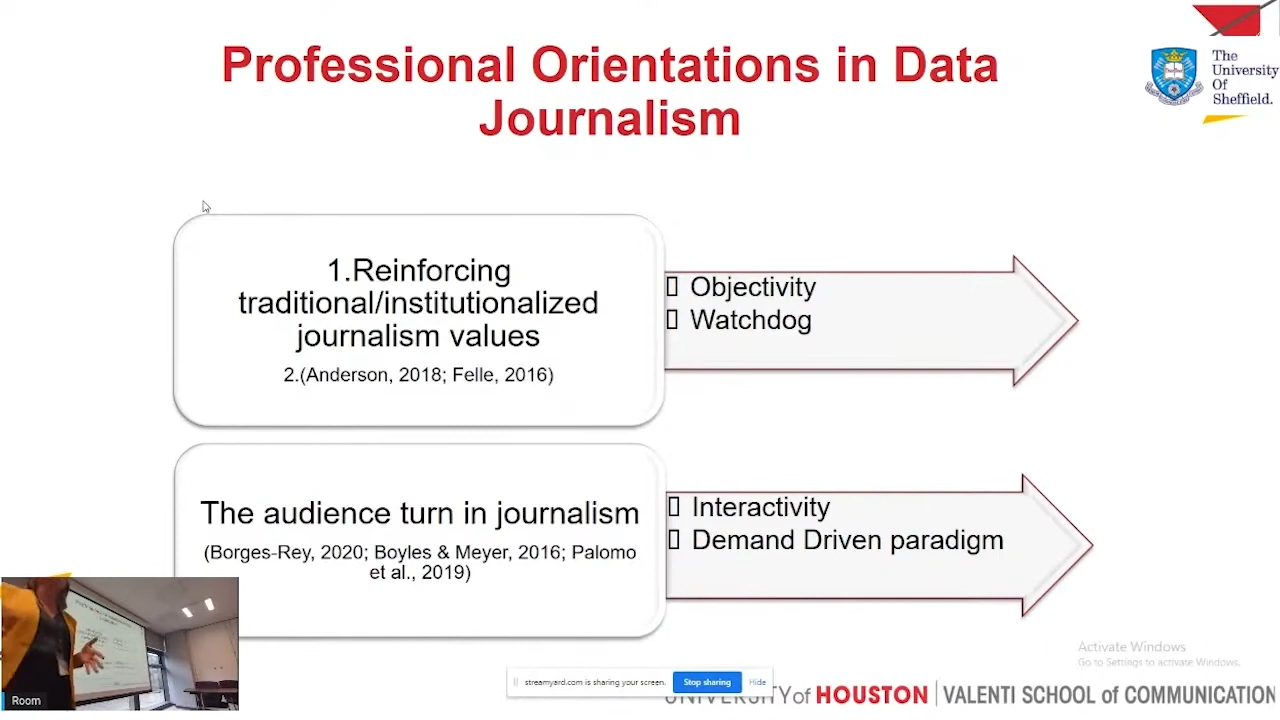 Professional Orientations in Data
Journalism
The
University
Of
Sheffield.
1.Reinforcing
traditional/institutionalized
journalism values
2.(Anderson, 2018; Felle, 2016)
Objectivity
Watchdog
The audience turn in journalism
(Borges-Rey, 2020; Boyles & Meyer, 2016; Palomo
et al., 2019)
Interactivity
Demand Driven paradigm
Room
Activate Windows
Go to Settings to activate Windows.
streamyard.com is sharing your screen.
Stop sharing
Hide
UNIVERSITY of HOUSTON | VALENTI SCHOOL of COMMUNICATION